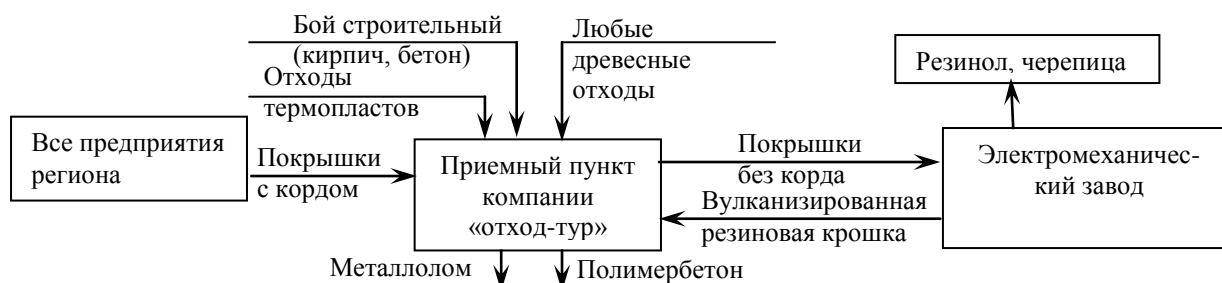 Бой строительный
(кирпич, бетон)
Отходы
термопластов
Любые
древесные
отходы
Резинол, черепица
Все предприятия
региона
Покрышки
с кордом
Приемный пункт
компании
«отход-тур»
Покрышки
без корда
Вулканизированная
резиновая крошка
Электромеханичес-
кий завод
Металлолом
Полимербетон